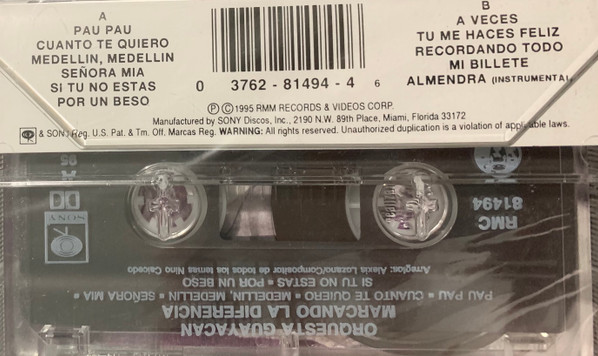 A
PAU PAU
CUANTO TE QUIERO
MEDELLIN, MEDELLIN
SEÑORA MIA
SI TU NO ESTAS
POR UN BESO
0 3762 - 81494 - 4 6
B
A VECES
TU ME HACES FELIZ
RECORDANDO TODO
MI BILLETE
ALMENDRA (INSTRUMENTAL)
Ⓟ © 1995 RMM RECORDS & VIDEOS CORP.
Manufactured by SONY Discos, Inc., 2190 N.W. 89th Place, Miami, Florida 33172
& SONY Reg. U.S. Pat. & Tm. Off. Marcas Reg. WARNING: All rights reserved. Unauthorized duplication is a violation of applicable laws.
ORQUESTA GUAYACAN
MARCANDO LA DIFERENCIA
PAU PAU ▪ CUANTE TE QUIERO ▪ MEDELLIN, MEDELLIN ▪ SEÑORA MIA ▪
SI TU NO ESTAS ▪ POR UN BESO
Arreglas: Alexis Lozano/Compositor de todos los temas Nino Caicedo
RMC
81494
SONY